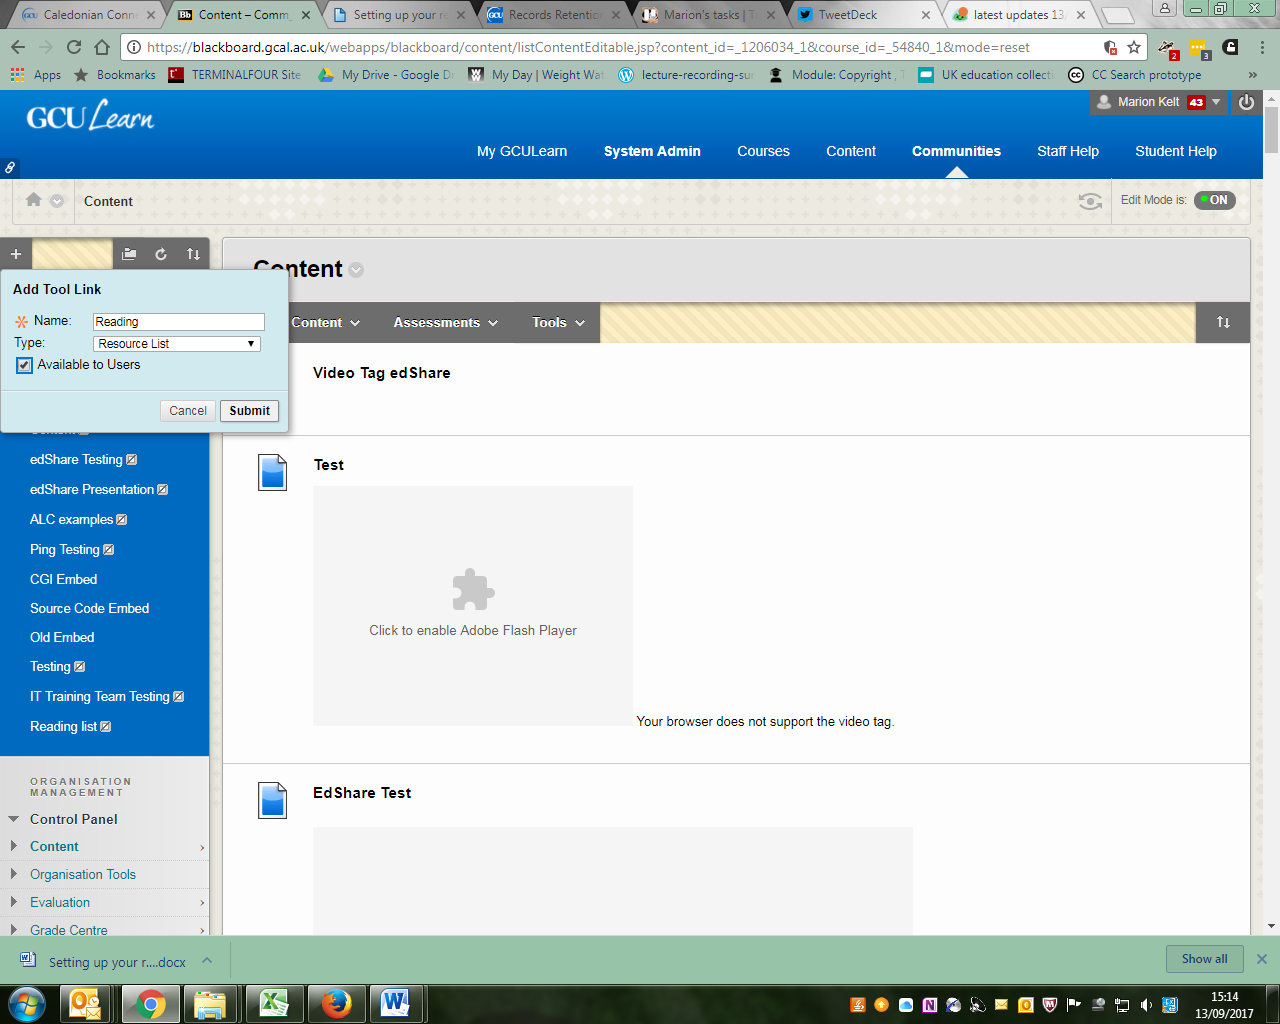 Caledonian Conn
Content – Comm
Setting up your r
Records Retentio
Marion's tasks | T
TweetDeck
latest updates 13/
https://blackboard.gcal.ac.uk/webapps/blackboard/content/listContentEditable.jsp?content_id=_1206034_1&course_id=_54840_1&mode=reset
2
3
Apps
Bookmarks
TERMINALFOUR Site
My Drive - Google D
My Day | Weight Wat
lecture-recording-sur
Module: Copyright , T
UK education collecti
CC Search prototype
»
GCU Learn
Marion Kelt 43
My GCULearn
System Admin
Courses
Content
Communities
Staff Help
Student Help
Content
Edit Mode is: ON
Content
Add Tool Link
Name: Reading
Type: Resource List
Available to Users
Cancel Submit
Content
Assessments
Tools
Video Tag edShare
edShare Testing
edShare Presentation
ALC examples
Ping Testing
CGI Embed
Source Code Embed
Old Embed
Testing
IT Training Team Testing
Reading list
Test
Click to enable Adobe Flash Player
Your browser does not support the video tag.
EdShare Test
ORGANISATION
MANAGEMENT
Control Panel
Content
Organisation Tools
Evaluation
Grade Centre
Setting up your r....docx
Show all
15:14
13/09/2017